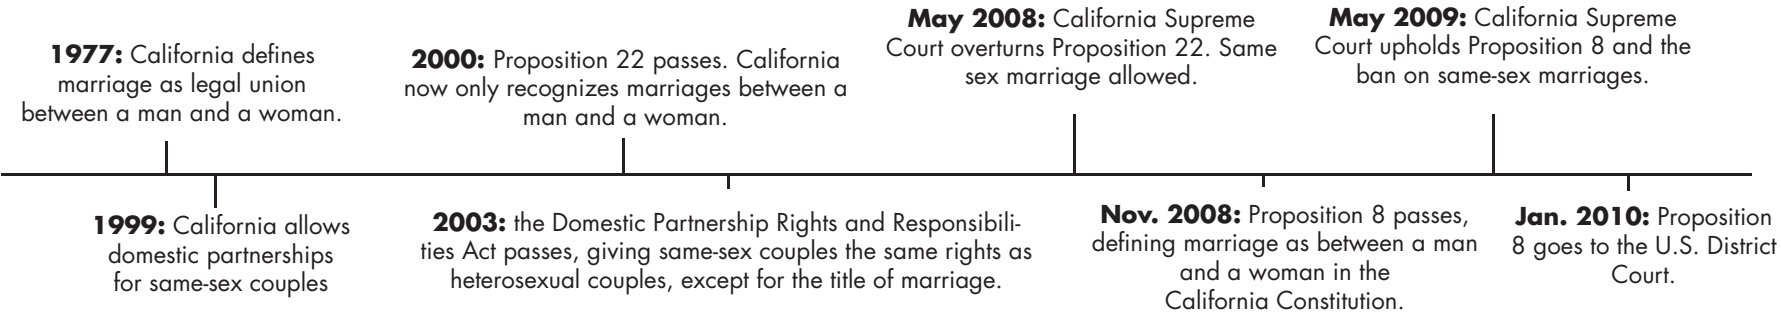 1977: California defines
marriage as legal union
between a man and a woman.
2000: Proposition 22 passes. California
now only recognizes marriages between a
man and a woman.
May 2008: California Supreme
Court overturns Proposition 22. Same
sex marriage allowed.
May 2009: California Supreme
Court upholds Proposition 8 and the
ban on same-sex marriages.
1999: California allows
domestic partnerships
for same-sex couples
2003: the Domestic Partnership Rights and Responsibili-
ties Act passes, giving same-sex couples the same rights as
heterosexual couples, except for the title of marriage.
Nov. 2008: Proposition 8 passes,
defining marriage as between a man
and a woman in the
California Constitution.
Jan. 2010: Proposition
8 goes to the U.S. District
Court.